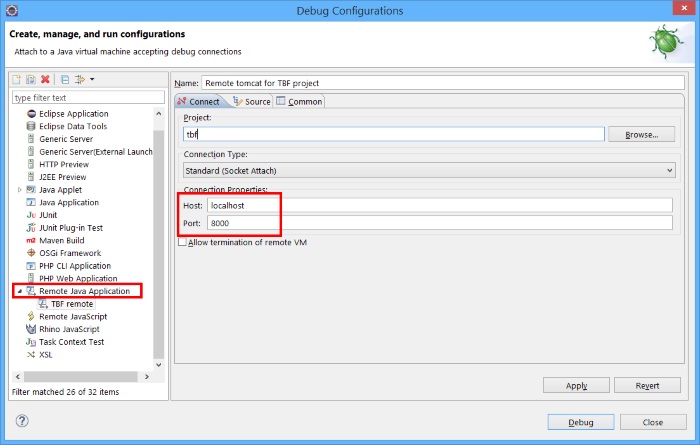 Debug Configurations
Create, manage, and run configurations
Attach to a Java virtual machine accepting debug connections
type filter text
Eclipse Application
Eclipse Data Tools
Generic Server
Generic Server(External Launch
HTTP Preview
J2EE Preview
Java Applet
Java Application
JUnit
JUnit Plug-in Test
Maven Build
OSGi Framework
PHP CLI Application
PHP Web Application
Remote Java Application
TBF remote
Remote JavaScript
Rhino JavaScript
Task Context Test
XSL
Filter matched 26 of 32 items
Name: Remote tomcat for TBF project
Connect Source Common
Project:
tbf Browse...
Connection Type:
Standard (Socket Attach)
Connection Properties:
Host: localhost
Port: 8000
Allow termination of remote VM
Apply Revert
Debug Close